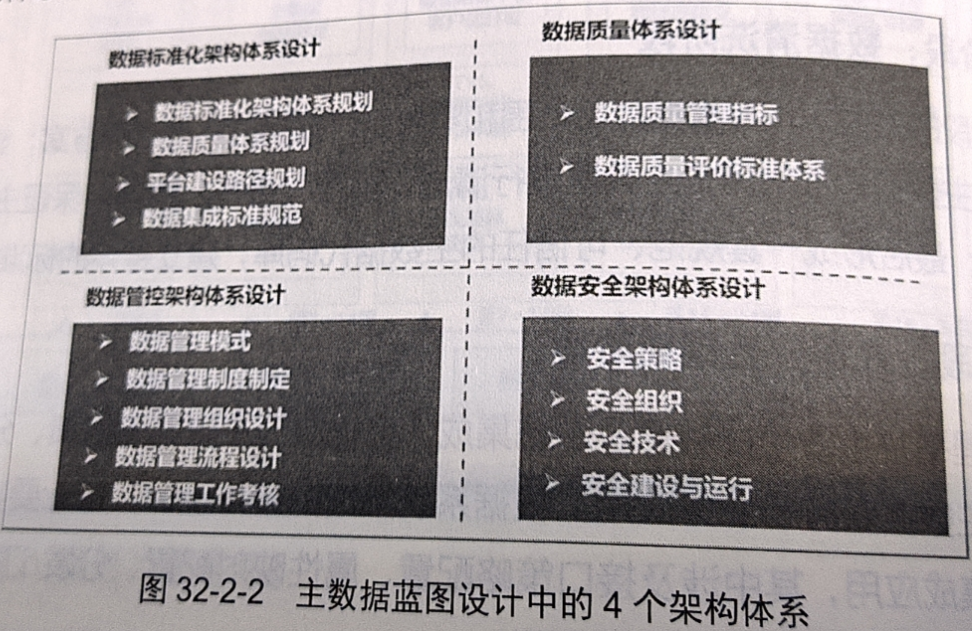 数据标准化架构体系设计
➢ 数据标准化架构体系规划
➢ 数据质量体系规划
➢ 平台建设路径规划
➢ 数据集成标准规范
数据质量体系设计
➢ 数据质量管理指标
➢ 数据质量评价标准体系
数据管控架构体系设计
➢ 数据管理模式
➢ 数据管理制度制定
➢ 数据管理组织设计
➢ 数据管理流程设计
➢ 数据管理工作考核
数据安全架构体系设计
➢ 安全策略
➢ 安全组织
➢ 安全技术
➢ 安全建设与运行
图 32-2-2 主数据蓝图设计中的 4 个架构体系